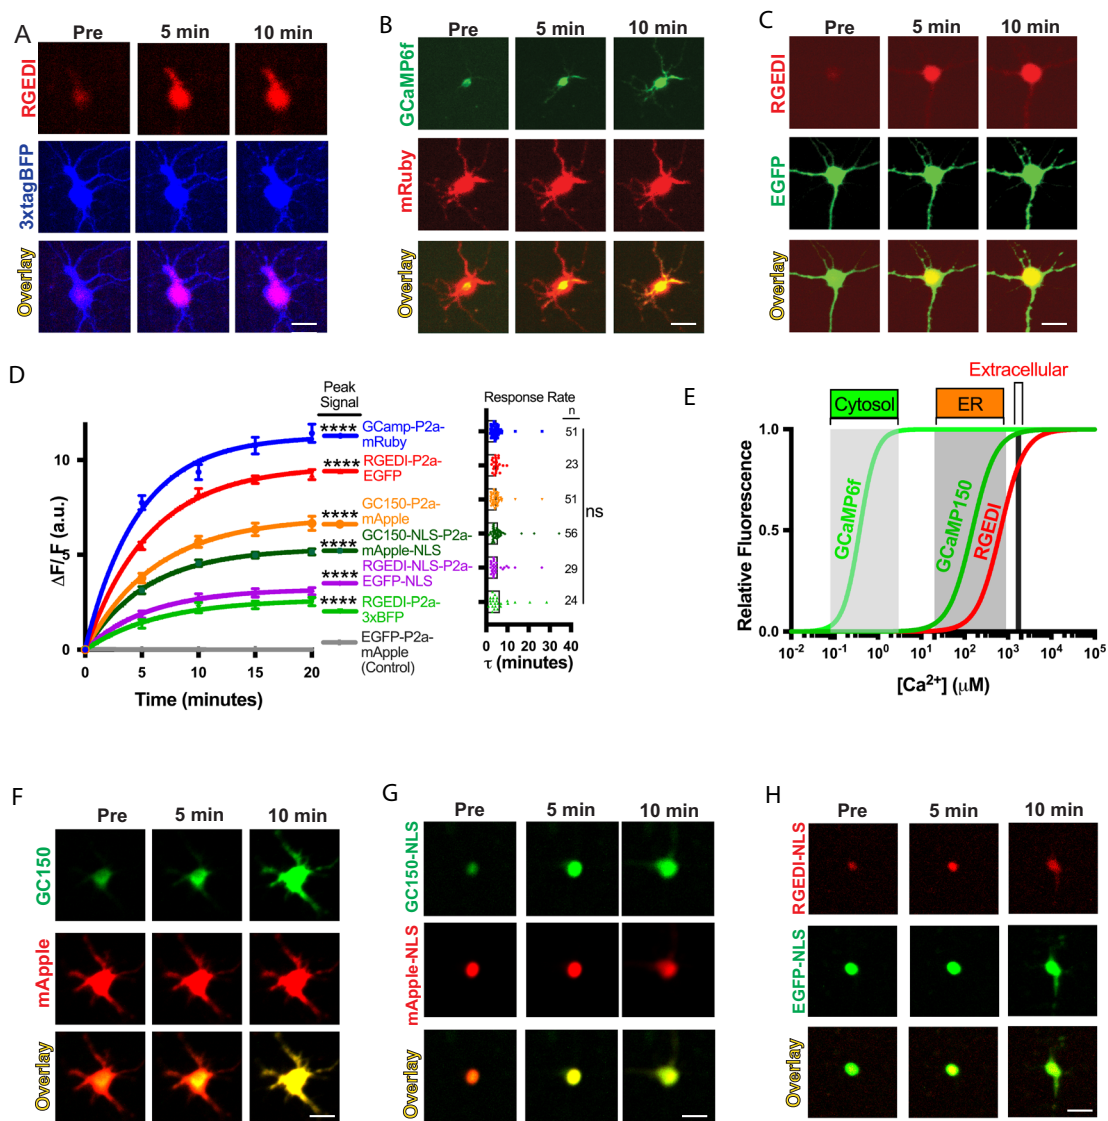 A
Pre
5 min
10 min
RGEDI
3xtagBFP
Overlay
B
Pre
5 min
10 min
GCaMP6f
mRuby
Overlay
C
Pre
5 min
10 min
RGEDI
EGFP
Overlay
D
ΔF/F (a.u.)
10
5
0
0
5
10
15
20
Time (minutes)
Peak
Signal
****
GCamp-P2a-
mRuby
****
RGEDI-P2a-
EGFP
****
GC150-P2a-
mApple
****
GC150-NLS-P2a-
mApple-NLS
****
RGEDI-NLS-P2a-
EGFP-NLS
****
RGEDI-P2a-
3xBFP
EGFP-P2a-
mApple
(Control)
Response Rate
n
51
23
51
56
29
24
ns
0 10 20 30 40
τ (minutes)
E
Extracellular
Cytosol
ER
Relative Fluorescence
1.0
0.5
0.0
GCaMP6f
GCaMP150
RGEDI
10-2 10-1 100 101 102 103 104 105
[Ca2+] (μM)
F
Pre
5 min
10 min
GC150
mApple
Overlay
G
Pre
5 min
10 min
GC150-NLS
mApple-NLS
Overlay
H
Pre
5 min
10 min
RGEDI-NLS
EGFP-NLS
Overlay